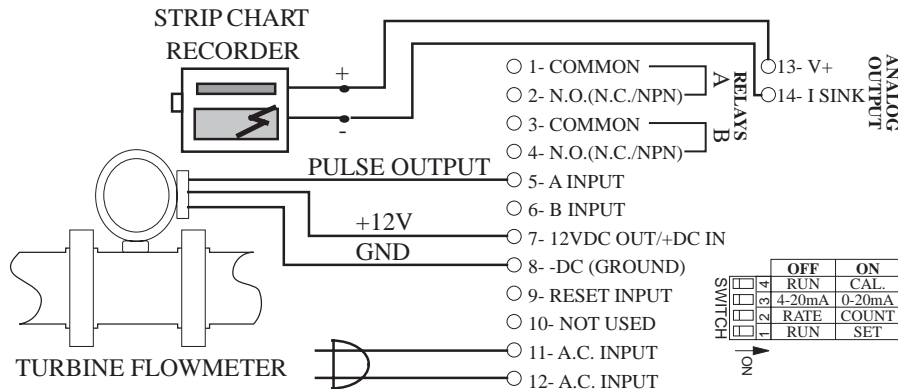 STRIP CHART
RECORDER
+
-
PULSE OUTPUT
+12V
GND
TURBINE FLOWMETER
1- COMMON
2- N.O.(N.C./NPN)
3- COMMON
4- N.O.(N.C./NPN)
5- A INPUT
6- B INPUT
7- 12VDC OUT/+DC IN
8- -DC (GROUND)
9- RESET INPUT
10- NOT USED
11- A.C. INPUT
12- A.C. INPUT
A
B
RELAYS
13- V+
14- I SINK
ANALOG
OUTPUT
SWITCH
OFF ON
4 RUN CAL.
3 4-20mA 0-20mA
2 RATE COUNT
1 RUN SET
ON